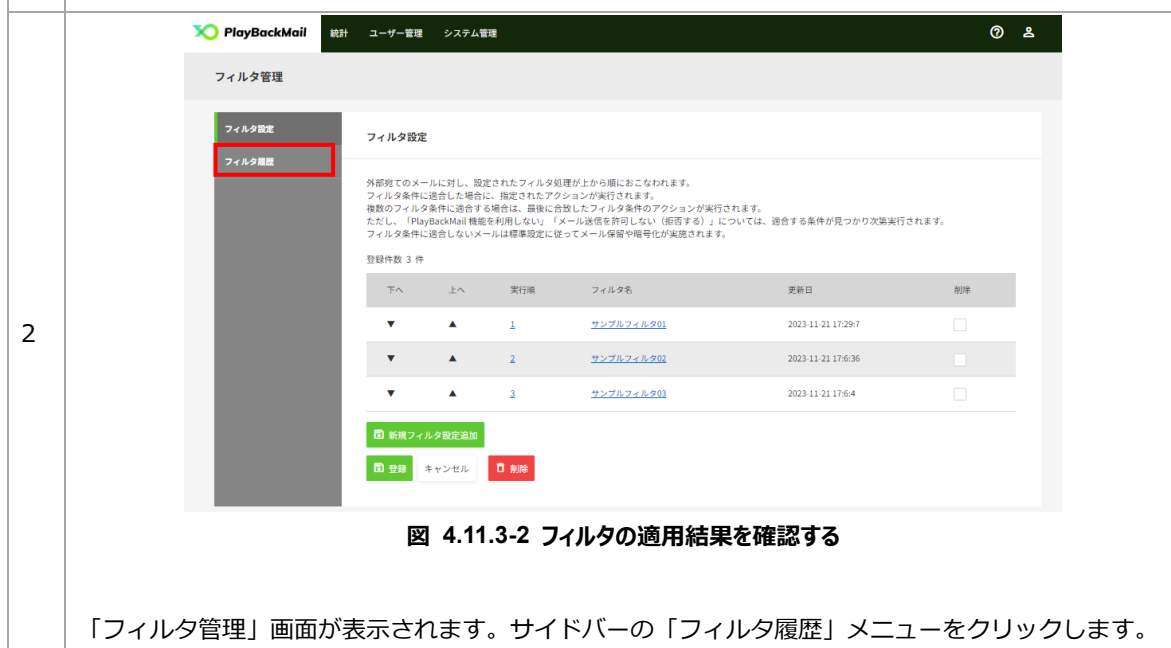 PlayBackMail 統計 ユーザー管理 システム管理
フィルタ管理
フィルタ設定
フィルタ履歴
フィルタ設定
外部宛てのメールに対し、設定されたフィルタ処理が上から順におこなわれます。
フィルタ条件に適合した場合に、指定されたアクションが実行されます。
複数のフィルタ条件に適合する場合は、最後に合致したフィルタ条件のアクションが実行されます。
ただし、「PlayBackMail 機能を利用しない」「メール送信を許可しない（拒否する）」については、適合する条件が見つかり次第実行されます。
フィルタ条件に適合しないメールは標準設定に従ってメール保留や暗号化が実施されます。
登録件数 3 件
下へ 上へ 実行順 フィルタ名 更新日 削除
▼ ▲ 1 サンプルフィルタ01 2023-11-21 17:29:7
▼ ▲ 2 サンプルフィルタ02 2023-11-21 17:6:36
▼ ▲ 3 サンプルフィルタ03 2023-11-21 17:6:4
新規フィルタ設定追加
登録 キャンセル 削除
2
図 4.11.3-2 フィルタの適用結果を確認する
「フィルタ管理」画面が表示されます。サイドバーの「フィルタ履歴」メニューをクリックします。